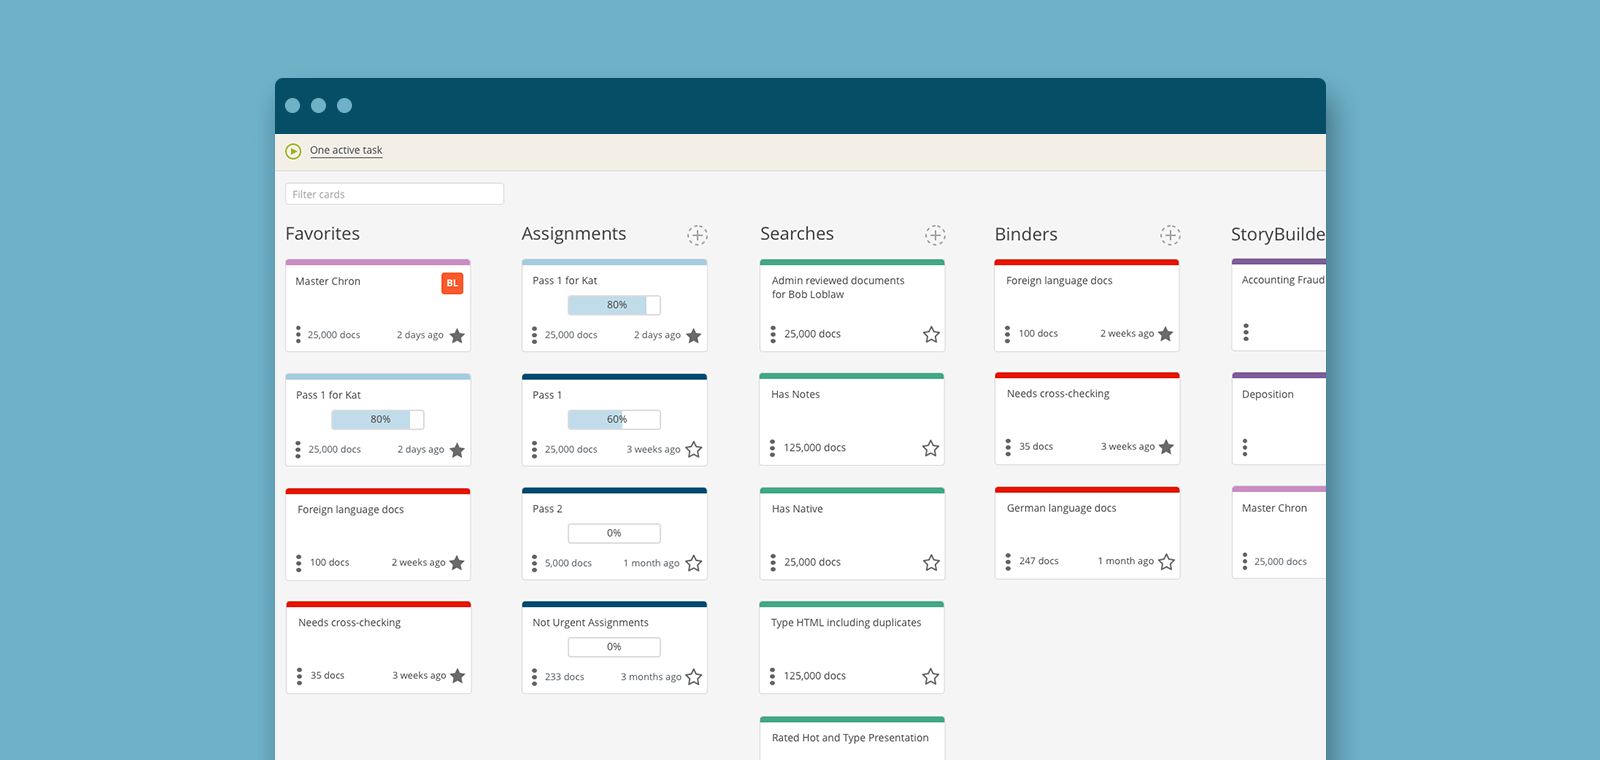 One active task
Filter cards
Favorites
Master Chron
BL
25,000 docs
2 days ago
Pass 1 for Kat
80%
25,000 docs
2 days ago
Foreign language docs
100 docs
2 weeks ago
Needs cross-checking
35 docs
3 weeks ago
Assignments
Pass 1 for Kat
80%
25,000 docs
2 days ago
Pass 1
60%
25,000 docs
3 weeks ago
Pass 2
0%
5,000 docs
1 month ago
Not Urgent Assignments
0%
233 docs
3 months ago
Searches
Admin reviewed documents
for Bob Loblaw
25,000 docs
Has Notes
125,000 docs
Has Native
25,000 docs
Type HTML including duplicates
125,000 docs
Rated Hot and Type Presentation
Binders
Foreign language docs
100 docs
2 weeks ago
Needs cross-checking
35 docs
3 weeks ago
German language docs
247 docs
1 month ago
StoryBuilde
Accounting Fraud
Deposition
Master Chron
25,000 docs